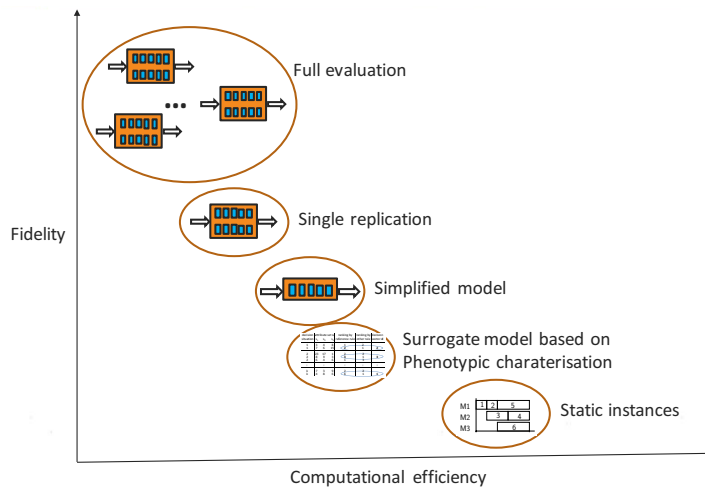 Full evaluation
Single replication
Fidelity
Simplified model
Surrogate model based on
Phenotypic charaterisation
M1 1 2 5
M2 3 4
M3 6
Static instances
Computational efficiency